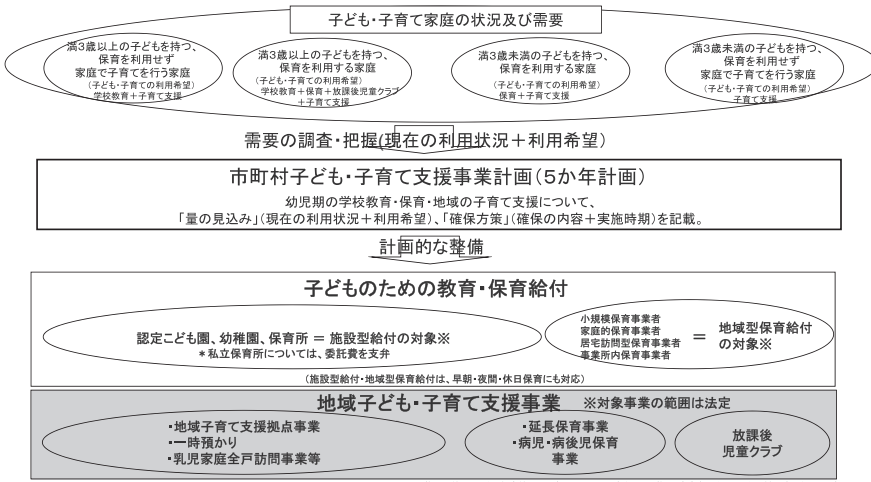 子ども・子育て家庭の状況及び需要
満3歳以上の子どもを持つ、
保育を利用せず
家庭で子育てを行う家庭
(子ども・子育ての利用希望)
学校教育+子育て支援
満3歳以上の子どもを持つ、
保育を利用する家庭
(子ども・子育ての利用希望)
学校教育+保育+放課後児童クラブ
+子育て支援
満3歳未満の子どもを持つ、
保育を利用する家庭
(子ども・子育ての利用希望)
保育+子育て支援
満3歳未満の子どもを持つ、
保育を利用せず
家庭で子育てを行う家庭
(子ども・子育ての利用希望)
子育て支援
需要の調査・把握(現在の利用状況+利用希望)
市町村子ども・子育て支援事業計画(5か年計画)
幼児期の学校教育・保育・地域の子育て支援について、
「量の見込み」(現在の利用状況+利用希望)、「確保方策」(確保の内容+実施時期)を記載。
計画的な整備
子どものための教育・保育給付
認定こども園、幼稚園、保育所 = 施設型給付の対象※
*私立保育所については、委託費を支弁
小規模保育事業者
家庭的保育事業者
居宅訪問型保育事業者
事業所内保育事業者
= 地域型保育給付
の対象※
(施設型給付・地域型保育給付は、早朝・夜間・休日保育にも対応)
地域子ども・子育て支援事業 ※対象事業の範囲は法定
・地域子育て支援拠点事業
・一時預かり
・乳児家庭全戸訪問事業等
・延長保育事業
・病児・病後児保育
事業
放課後
児童クラブ